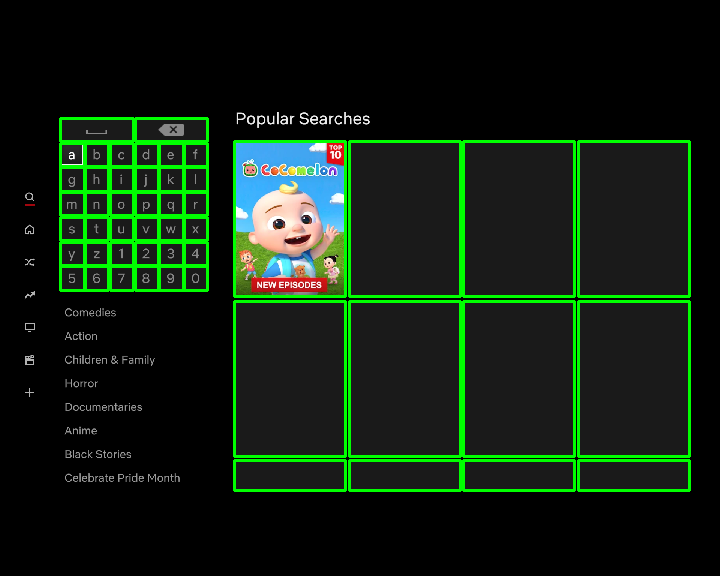 Popular Searches
a b c d e f
g h i j k l
m n o p q r
s t u v w x
y z 1 2 3 4
5 6 7 8 9 0
TOP
10
CoComelon
NEW EPISODES
Comedies
Action
Children & Family
Horror
Documentaries
Anime
Black Stories
Celebrate Pride Month